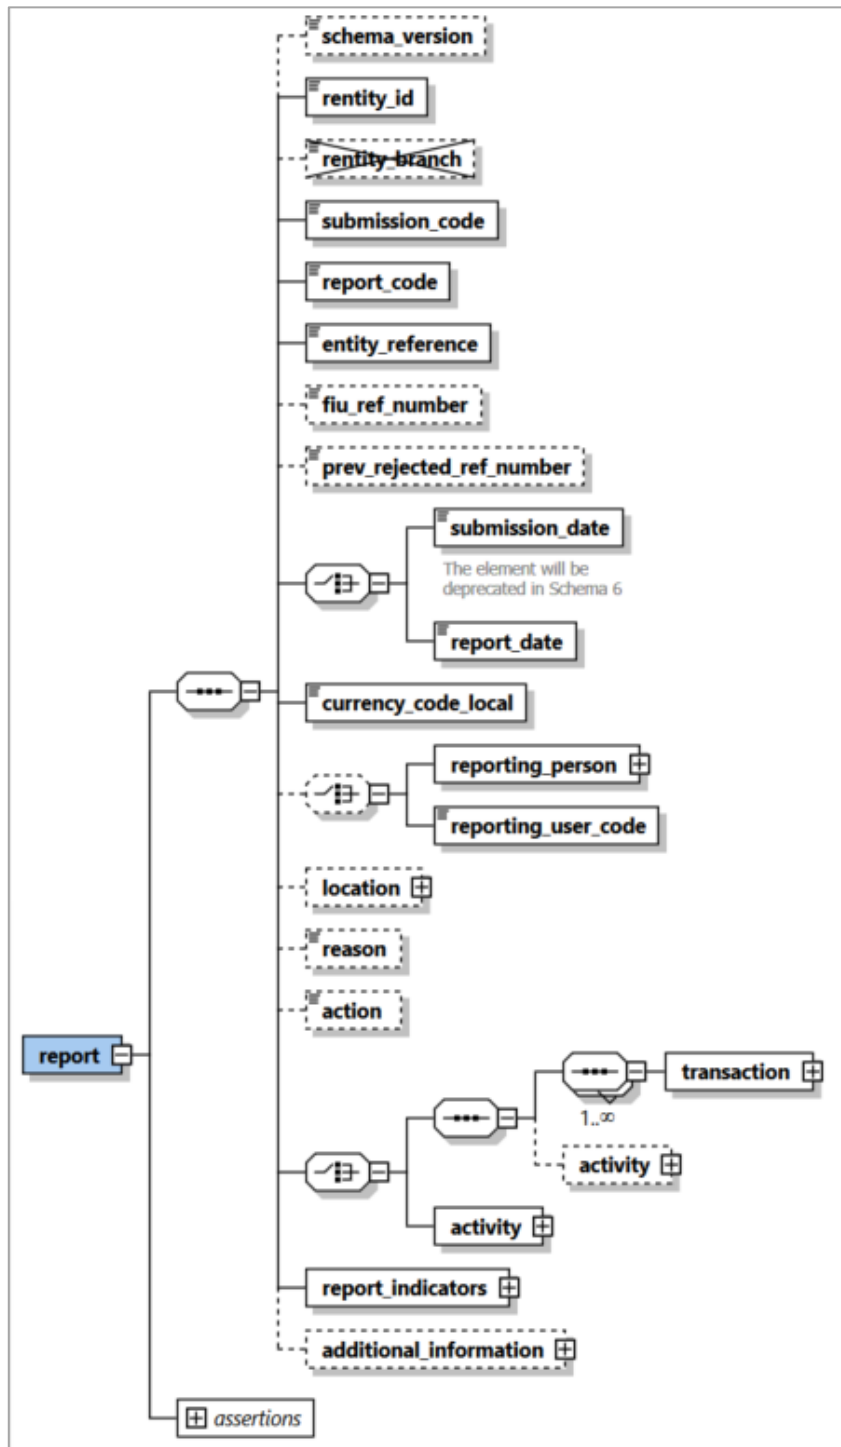 schema_version
rentity_id
rentity_branch
submission_code
report_code
entity_reference
fiu_ref_number
prev_rejected_ref_number
submission_date
The element will be
deprecated in Schema 6
report_date
currency_code_local
reporting_person
reporting_user_code
location
reason
action
report
transaction
1..∞
activity
activity
report_indicators
additional_information
assertions